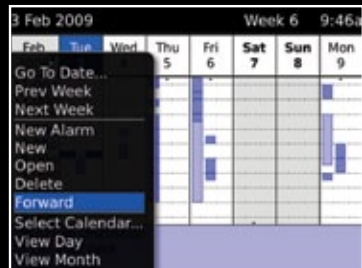 3 Feb 2009 Week 6 9:46a
Feb Tue Wed Thu Fri Sat Sun Mon
5 6 7 8 9
Go To Date...
Prev Week
Next Week
New Alarm
New
Open
Delete
Forward
Select Calendar...
View Day
View Month